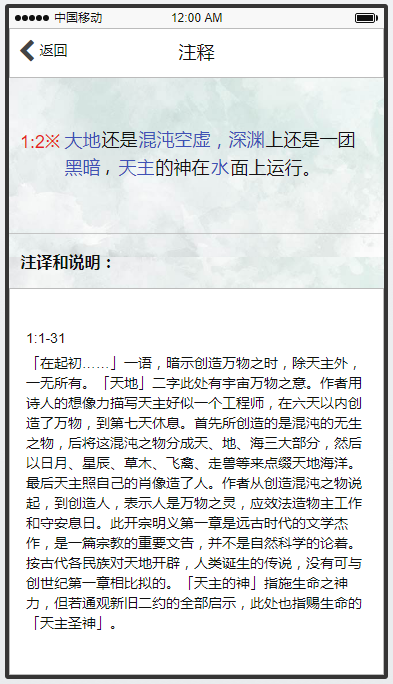 中国移动 12:00 AM
返回 注释
1:2※ 大地还是混沌空虚，深渊上还是一团
黑暗，天主的神在水面上运行。
注译和说明：
1:1-31
「在起初……」一语，暗示创造万物之时，除天主外，
一无所有。「天地」二字此处有宇宙万物之意。作者用
诗人的想像力描写天主好似一个工程师，在六天以内创
造了万物，到第七天休息。首先所创造的是混沌的无生
之物，后将这混沌之物分成天、地、海三大部分，然后
以日月、星辰、草木、飞禽、走兽等来点缀天地海洋。
最后天主照自己的肖像造了人。作者从创造混沌之物说
起，到创造人，表示人是万物之灵，应效法造物主工作
和守安息日。此开宗明义第一章是远古时代的文学杰
作，是一篇宗教的重要文告，并不是自然科学的论着。
按古代各民族对天地开辟，人类诞生的传说，没有可与
创世纪第一章相比拟的。「天主的神」指施生命之神
力，但若通观新旧二约的全部启示，此处也指赐生命的
「天主圣神」。